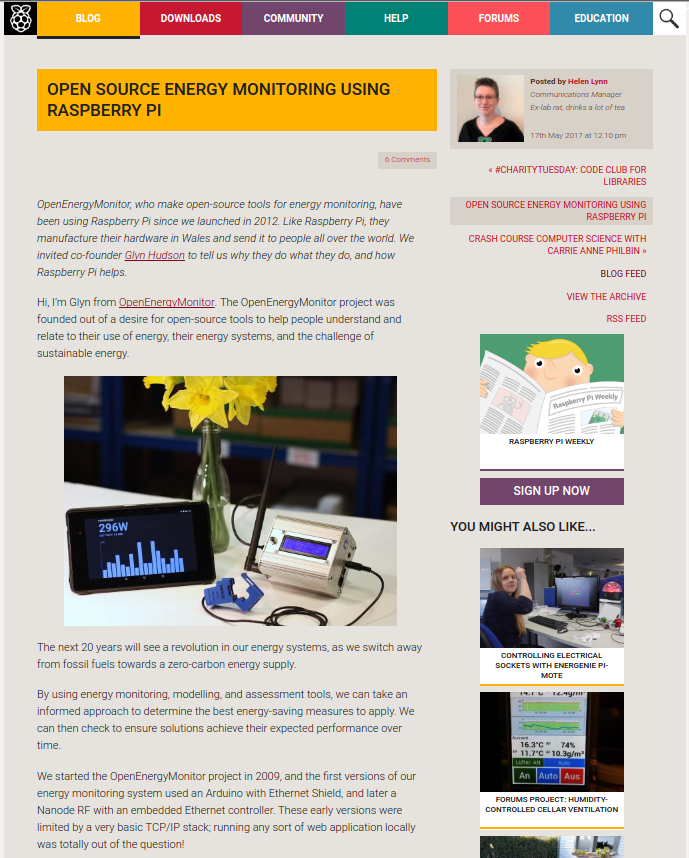 BLOG
DOWNLOADS
COMMUNITY
HELP
FORUMS
EDUCATION
OPEN SOURCE ENERGY MONITORING USING
RASPBERRY PI
6 Comments
OpenEnergyMonitor, who make open-source tools for energy monitoring, have
been using Raspberry Pi since we launched in 2012. Like Raspberry Pi, they
manufacture their hardware in Wales and send it to people all over the world. We
invited co-founder Glyn Hudson to tell us why they do what they do, and how
Raspberry Pi helps.
Hi, I'm Glyn from OpenEnergyMonitor. The OpenEnergyMonitor project was
founded out of a desire for open-source tools to help people understand and
relate to their use of energy, their energy systems, and the challenge of
sustainable energy.
296W
The next 20 years will see a revolution in our energy systems, as we switch away
from fossil fuels towards a zero-carbon energy supply.
By using energy monitoring, modelling, and assessment tools, we can take an
informed approach to determine the best energy-saving measures to apply. We
can then check to ensure solutions achieve their expected performance over
time.
We started the OpenEnergyMonitor project in 2009, and the first versions of our
energy monitoring system used an Arduino with Ethernet Shield, and later a
Nanode RF with an embedded Ethernet controller. These early versions were
limited by a very basic TCP/IP stack; running any sort of web application locally
was totally out of the question!
Posted by Helen Lynn
Communications Manager
Ex-lab rat, drinks a lot of tea
17th May 2017 at 12:10 pm
« #CHARITYTUESDAY: CODE CLUB FOR
LIBRARIES
OPEN SOURCE ENERGY MONITORING USING
RASPBERRY PI
CRASH COURSE COMPUTER SCIENCE WITH
CARRIE ANNE PHILBIN »
BLOG FEED
VIEW THE ARCHIVE
RSS FEED
Raspberry Pi Weekly
RASPBERRY PI WEEKLY
SIGN UP NOW
YOU MIGHT ALSO LIKE...
CONTROLLING ELECTRICAL
SOCKETS WITH ENERGENIE PI-
MOTE
14.7°C 12.4g/m³
Aussen
16.3°C 74%
11.7°C 10.3g/m³
Lüfter AN Auto
An Auto Aus
FORUMS PROJECT: HUMIDITY-
CONTROLLED CELLAR VENTILATION